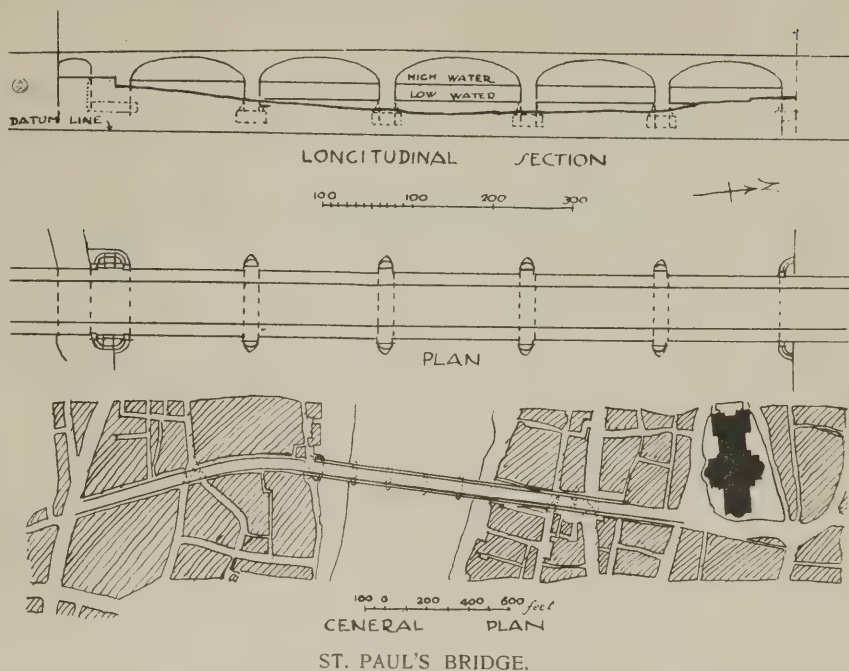 HIGH WATER
LOW WATER
DATUM LINE
LONGITUDINAL SECTION
100 0 100 200 300
Z
PLAN
100 0 200 400 600 feet
GENERAL PLAN
ST. PAUL'S BRIDGE.